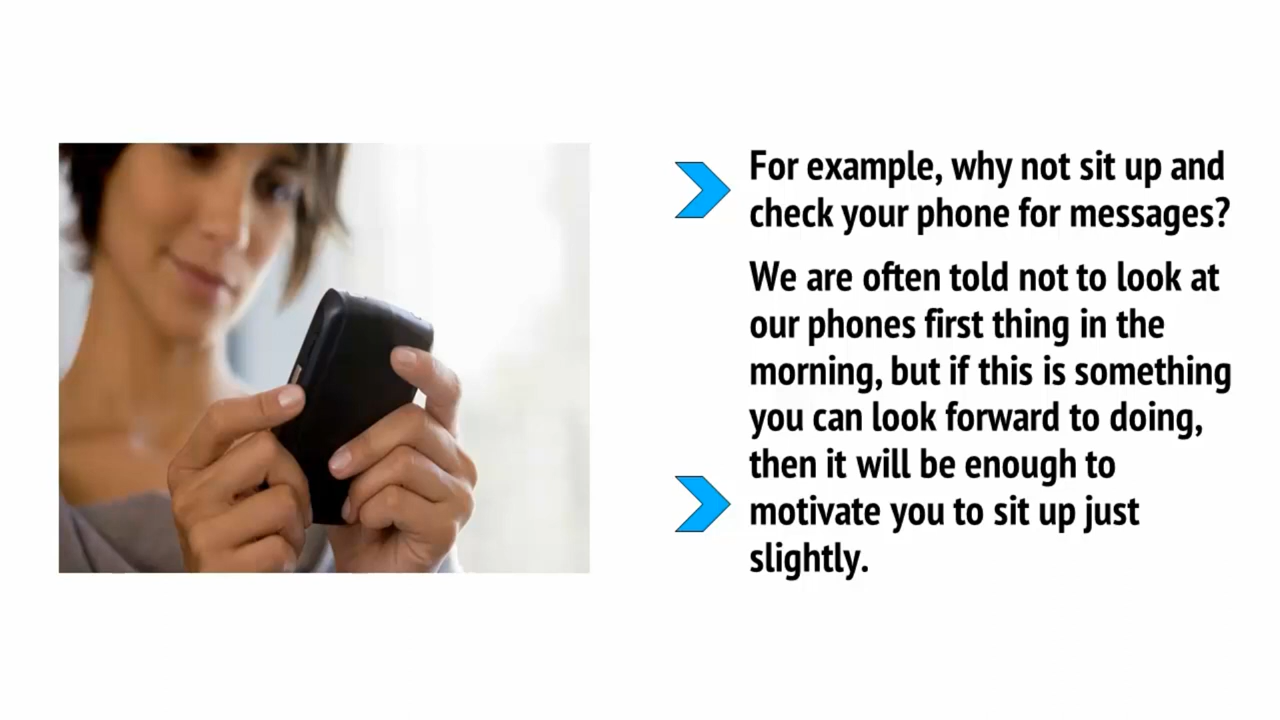 For example, why not sit up and
check your phone for messages?
We are often told not to look at
our phones first thing in the
morning, but if this is something
you can look forward to doing,
then it will be enough to
motivate you to sit up just
slightly.